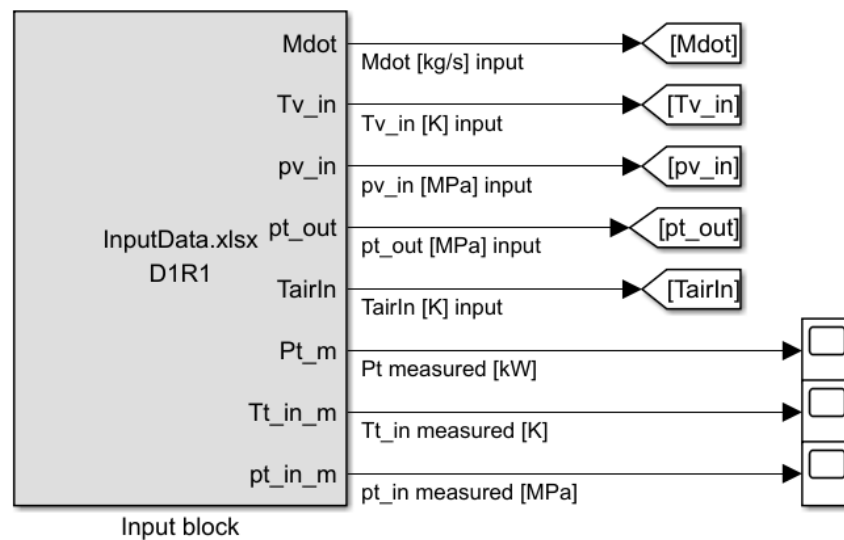 Mdot
Mdot [kg/s] input
[Mdot]
Tv_in
Tv_in [K] input
[Tv_in]
pv_in
pv_in [MPa] input
[pv_in]
InputData.xlsx
D1R1
pt_out
pt_out [MPa] input
[pt_out]
TairIn
TairIn [K] input
[TairIn]
Pt_m
Pt measured [kW]
Tt_in_m
Tt_in measured [K]
pt_in_m
pt_in measured [MPa]
Input block